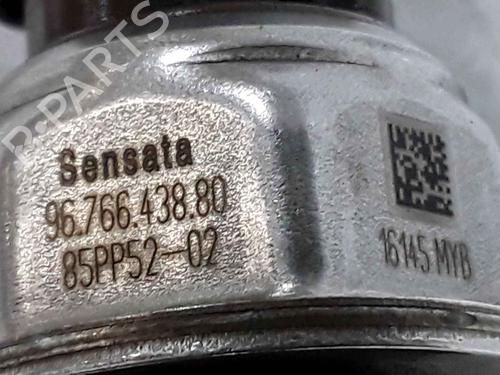 B-PARTS
Sensata
96.766.438.80
85PP52-02
16145 MYB